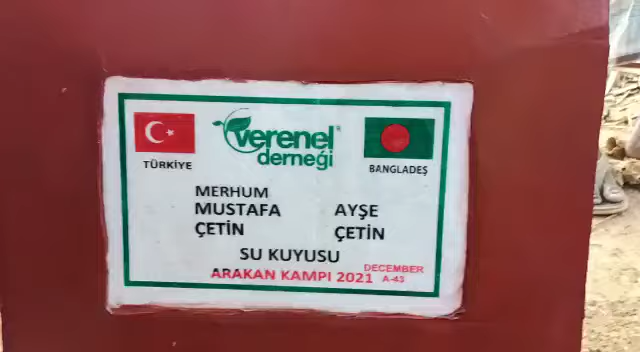 verenel
derneği
TÜRKİYE
BANGLADEŞ
MERHUM
MUSTAFA AYŞE
ÇETİN ÇETİN
SU KUYUSU
ARAKAN KAMPI 2021 DECEMBER
A-43